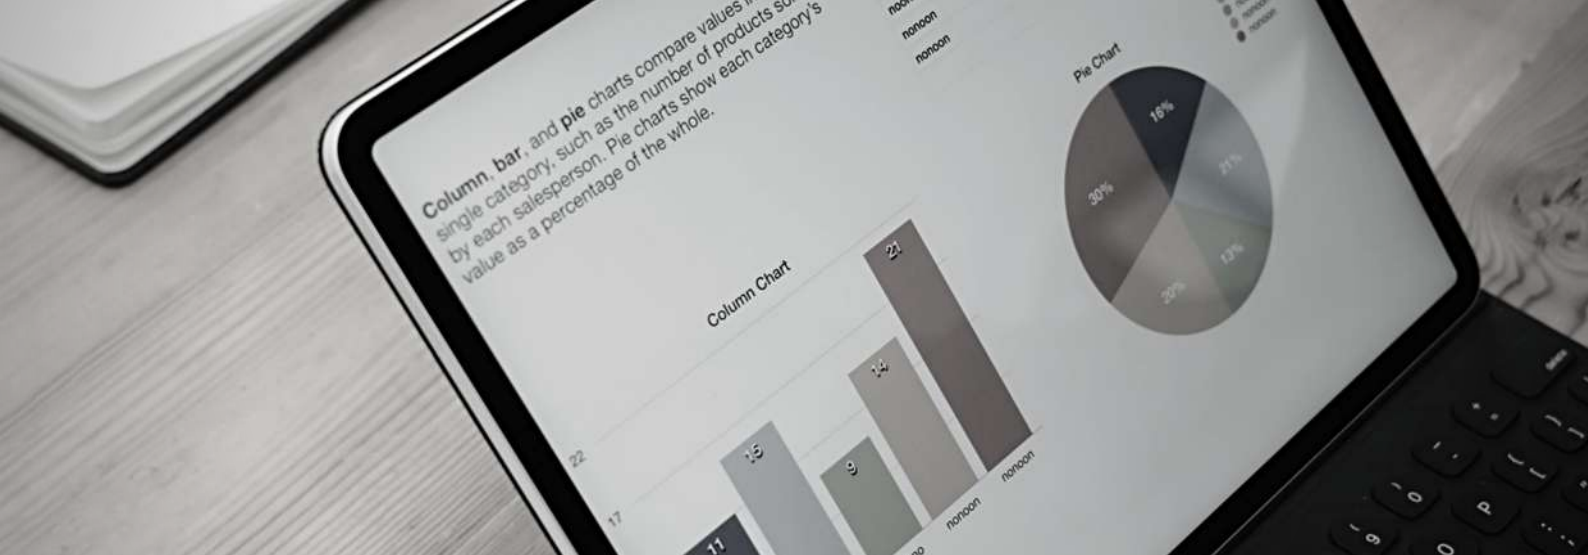 Column, bar, and pie charts compare values
single category, such as the number of products
by each salesperson. Pie charts show each category's
value as a percentage of the whole.
nonoon
nonoon
Pie Chart
16%
21%
30%
13%
20%
Column Chart
21
14
15
9
11
22
17
nonoon
nonoon
delete
P